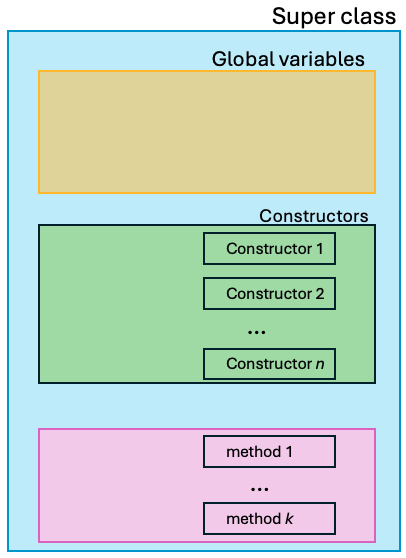 Super class
Global variables
Constructors
Constructor 1
Constructor 2
...
Constructor n
method 1
...
method k